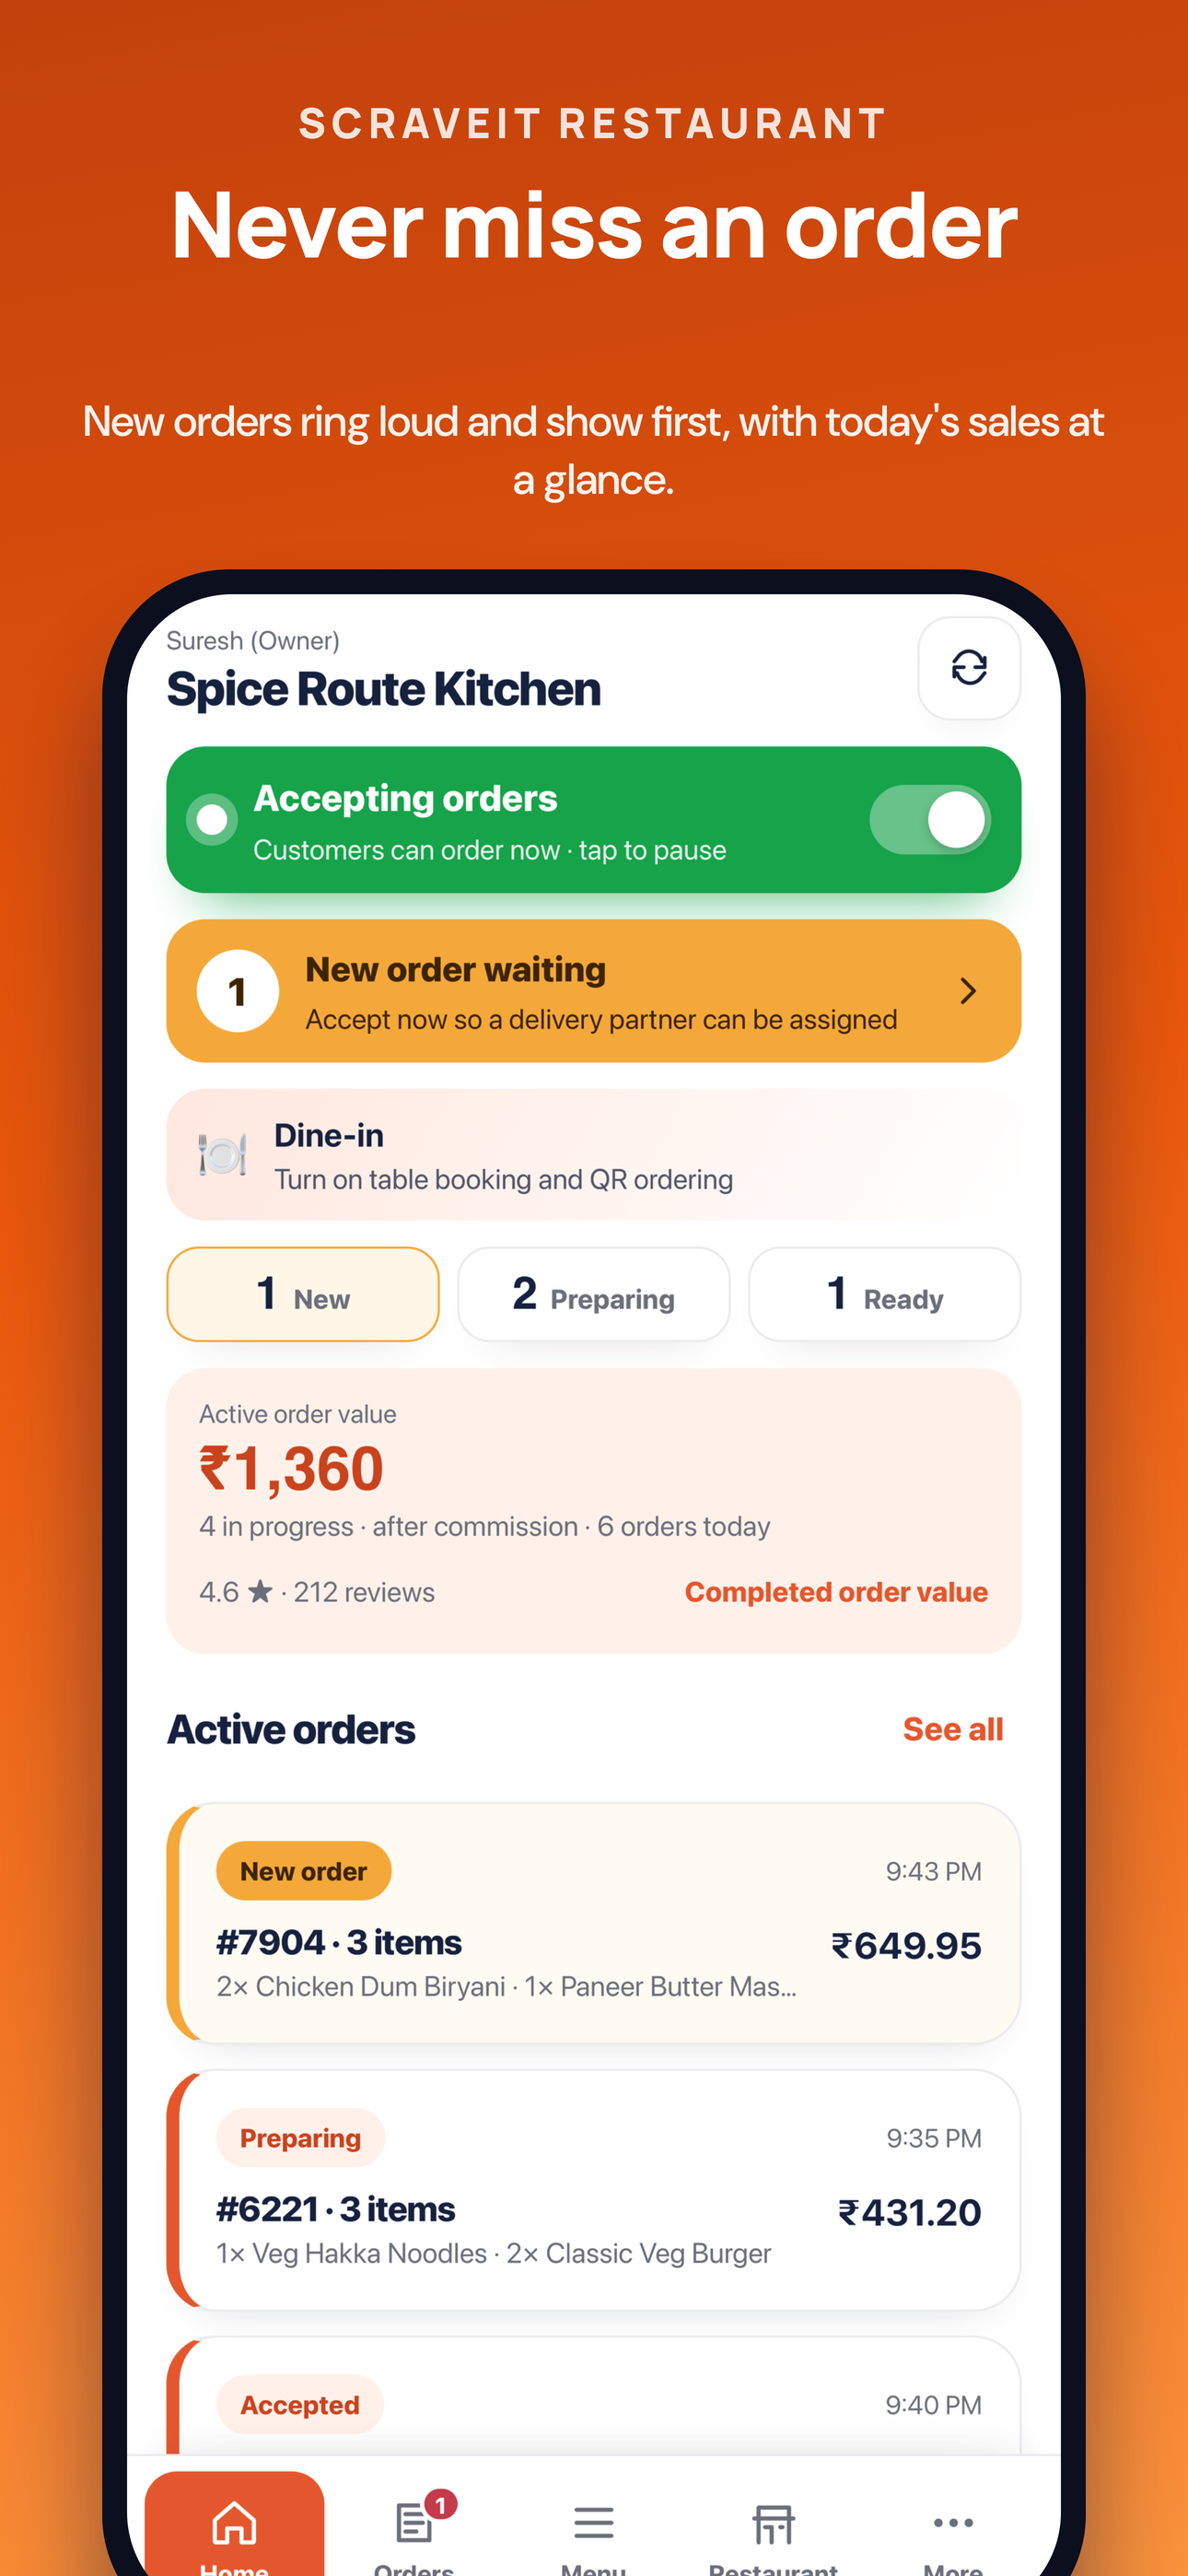 SCRAVEIT RESTAURANT
Never miss an order
New orders ring loud and show first, with today's sales at
a glance.
Suresh (Owner)
Spice Route Kitchen
Accepting orders
Customers can order now · tap to pause
1
New order waiting
Accept now so a delivery partner can be assigned
Dine-in
Turn on table booking and QR ordering
1 New
2 Preparing
1 Ready
Active order value
₹1,360
4 in progress · after commission · 6 orders today
4.6 ★ · 212 reviews
Completed order value
Active orders
See all
New order
9:43 PM
#7904 · 3 items
₹649.95
2× Chicken Dum Biryani · 1× Paneer Butter Mas...
Preparing
9:35 PM
#6221 · 3 items
₹431.20
1× Veg Hakka Noodles · 2× Classic Veg Burger
Accepted
9:40 PM
1
Home
Orders
Menu
Restaurant
More